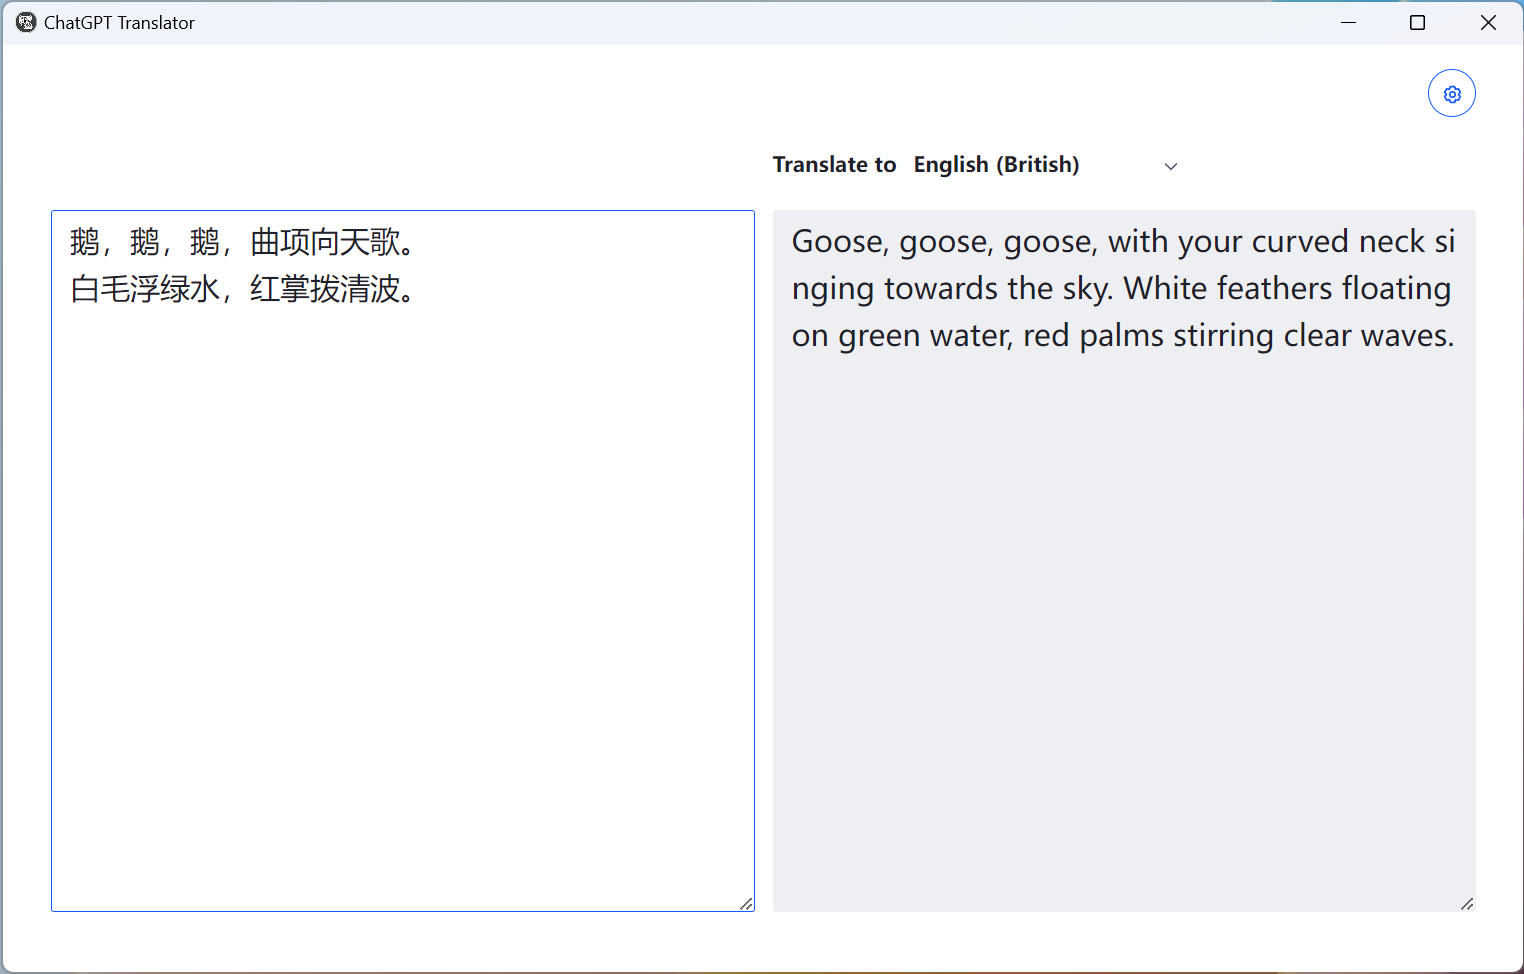 ChatGPT Translator
Translate to English (British)
鹅，鹅，鹅，曲项向天歌。
白毛浮绿水，红掌拨清波。
Goose, goose, goose, with your curved neck si
nging towards the sky. White feathers floating
on green water, red palms stirring clear waves.